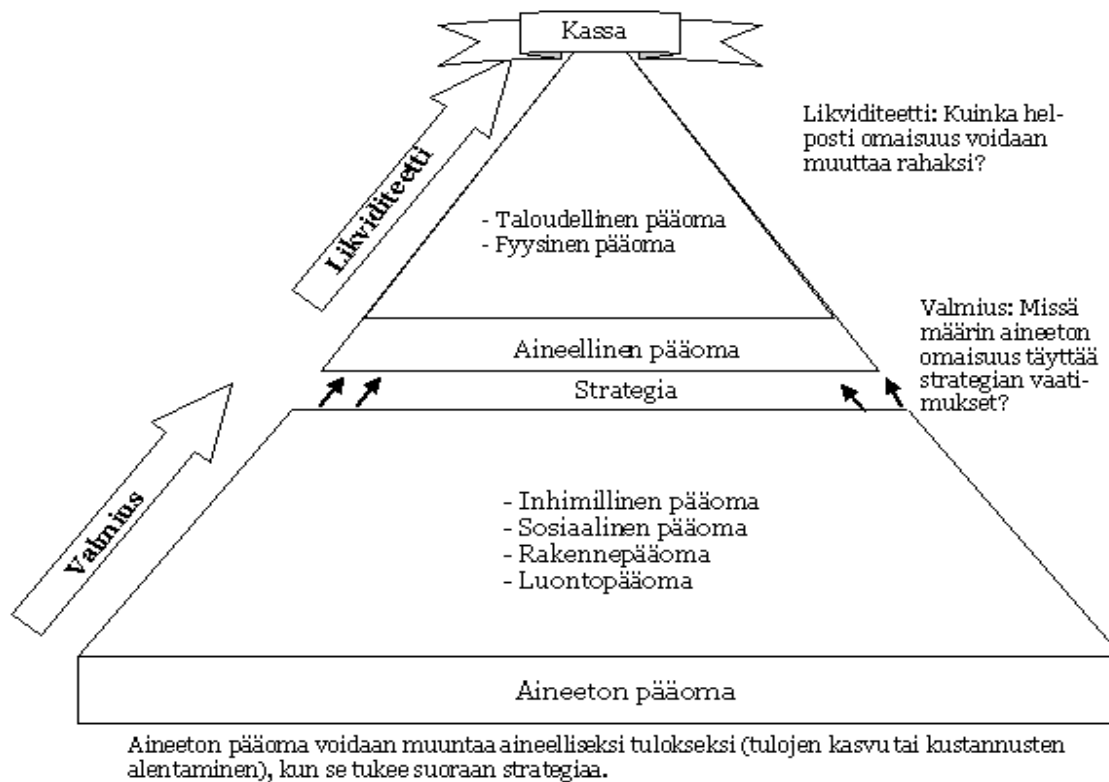 Kassa
Likviditeetti: Kuinka hel-
posti omaisuus voidaan
muuttaa rahaksi?
Likviditeetti
- Taloudellinen pääoma
- Fyysinen pääoma
Valmius: Missä
määrin aineeton
omaisuus täyttää
strategian vaati-
mukset?
Aineellinen pääoma
Strategia
Valmius
- Inhimillinen pääoma
- Sosiaalinen pääoma
- Rakennepääoma
- Luontopääoma
Aineeton pääoma
Aineeton pääoma voidaan muuntaa aineelliseksi tulokseksi (tulojen kasvu tai kustannusten
alentaminen), kun se tukee suoraan strategiaa.